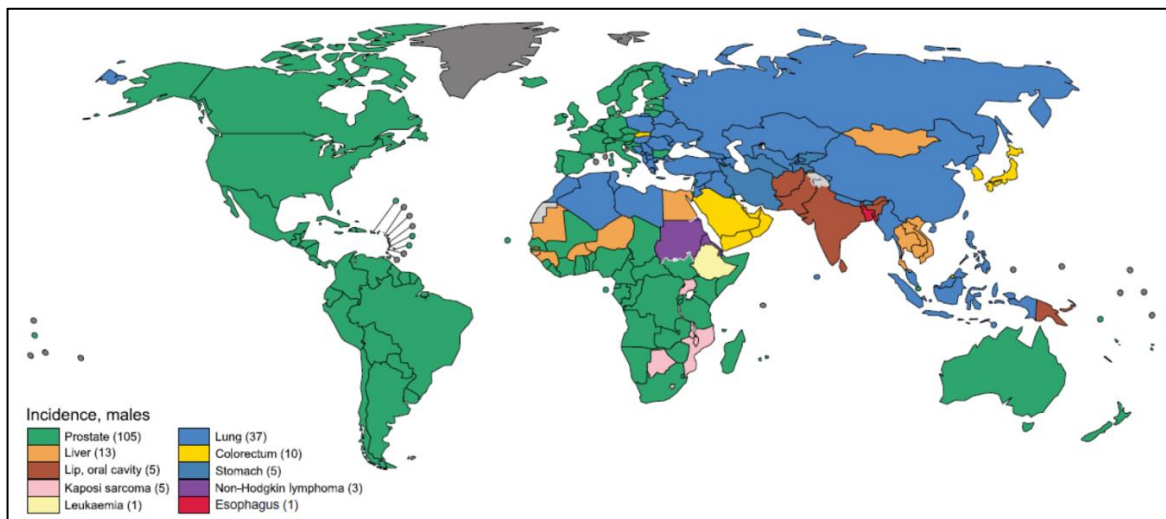 Incidence, males
Prostate (105)
Liver (13)
Lip, oral cavity (5)
Kaposi sarcoma (5)
Leukaemia (1)
Lung (37)
Colorectum (10)
Stomach (5)
Non-Hodgkin lymphoma (3)
Esophagus (1)